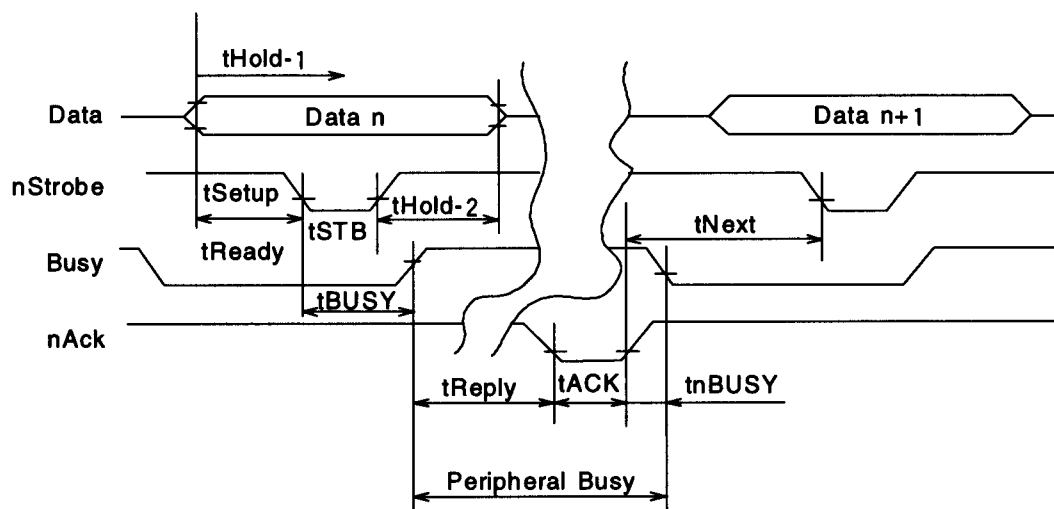 tHold-1
Data
Data n
Data n+1
nStrobe
tSetup
tSTB
tHold-2
tNext
tReady
Busy
tBUSY
nAck
tReply
tACK
tnBUSY
Peripheral Busy